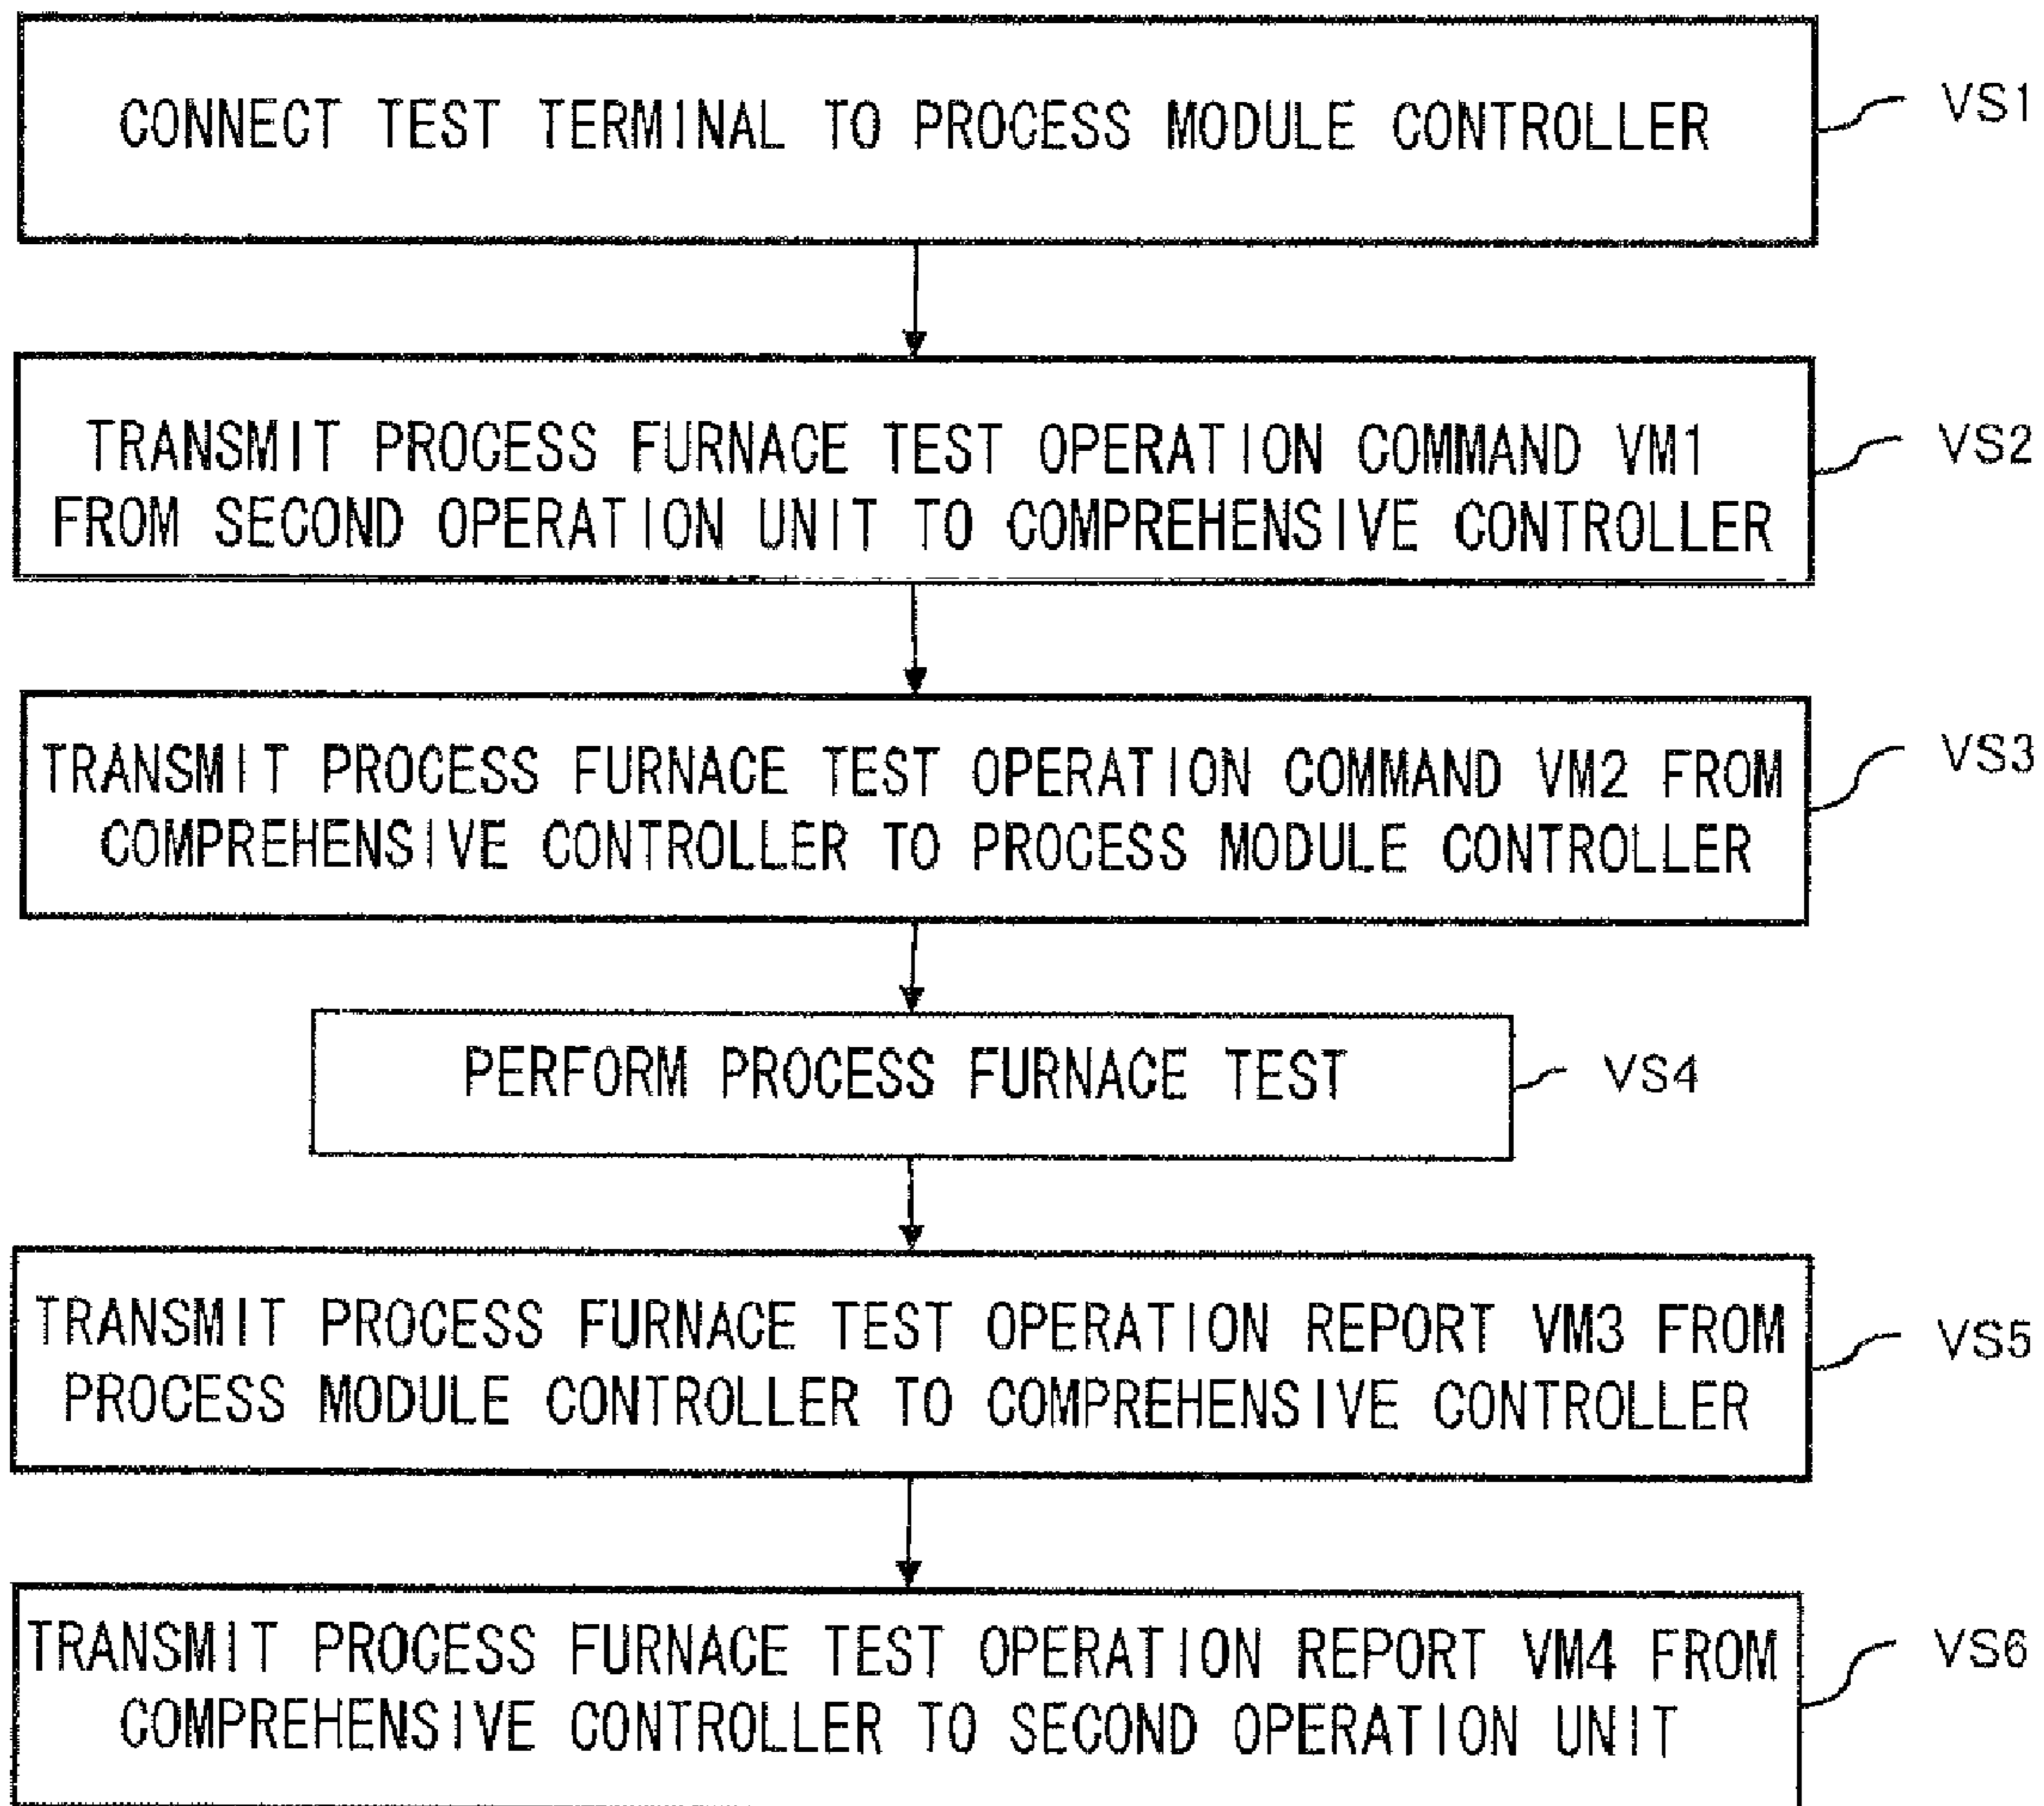 CONNECT TEST TERMINAL TO PROCESS MODULE CONTROLLER
VS1
TRANSMIT PROCESS FURNACE TEST OPERATION COMMAND VM1
FROM SECOND OPERATION UNIT TO COMPREHENSIVE CONTROLLER
VS2
TRANSMIT PROCESS FURNACE TEST OPERATION COMMAND VM2 FROM
COMPREHENSIVE CONTROLLER TO PROCESS MODULE CONTROLLER
VS3
PERFORM PROCESS FURNACE TEST
VS4
TRANSMIT PROCESS FURNACE TEST OPERATION REPORT VM3 FROM
PROCESS MODULE CONTROLLER TO COMPREHENSIVE CONTROLLER
VS5
TRANSMIT PROCESS FURNACE TEST OPERATION REPORT VM4 FROM
COMPREHENSIVE CONTROLLER TO SECOND OPERATION UNIT
VS6